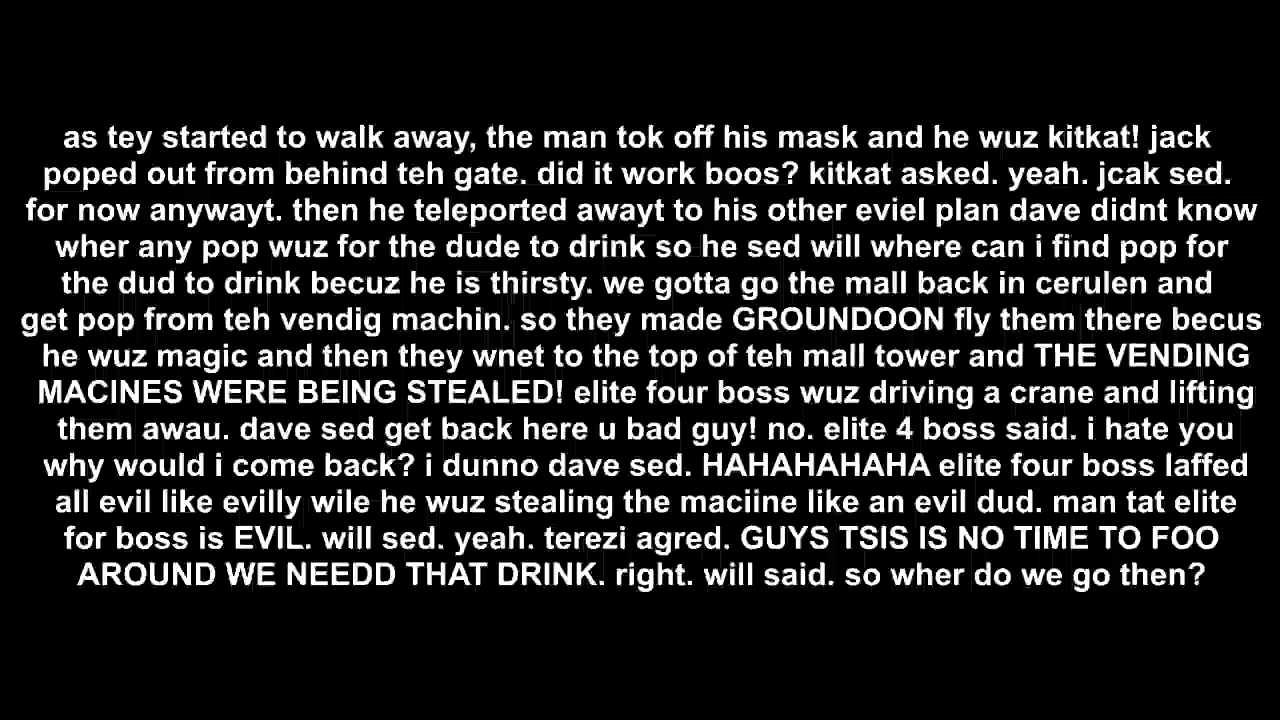 as tey started to walk away, the man tok off his mask and he wuz kitkat! jack
poped out from behind teh gate. did it work boos? kitkat asked. yeah. jcak sed.
for now anywayt. then he teleported awayt to his other eviel plan dave didnt know
wher any pop wuz for the dude to drink so he sed will where can i find pop for
the dud to drink becuz he is thirsty. we gotta go the mall back in cerulen and
get pop from teh vendig machin. so they made GROUNDOON fly them there becus
he wuz magic and then they wnet to the top of teh mall tower and THE VENDING
MACINES WERE BEING STEALED! elite four boss wuz driving a crane and lifting
them awau. dave sed get back here u bad guy! no. elite 4 boss said. i hate you
why would i come back? i dunno dave sed. HAHAHAHAHA elite four boss laffed
all evil like evilly wile he wuz stealing the maciine like an evil dud. man tat elite
for boss is EVIL. will sed. yeah. terezi agred. GUYS TSIS IS NO TIME TO FOO
AROUND WE NEEDD THAT DRINK. right. will said. so wher do we go then?